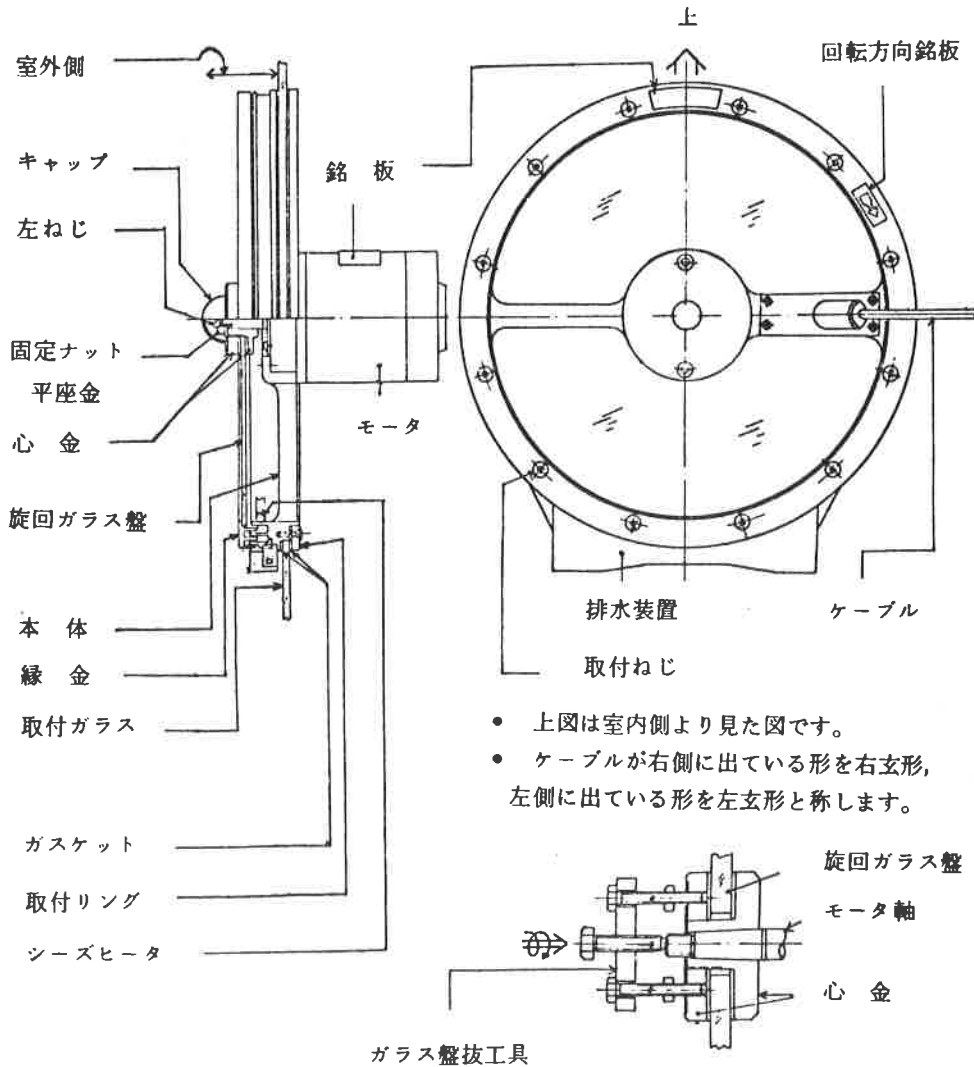 上
室外側
回転方向銘板
キャップ
銘 板
左ねじ
固定ナット
平座金
心 金
モータ
旋回ガラス盤
本 体
縁 金
取付ガラス
排水装置
ケーブル
取付ねじ
• 上図は室内側より見た図です。
• ケーブルが右側に出ている形を右玄形,
左側に出ている形を左玄形と称します。
ガスケット
取付リング
シーズヒータ
旋回ガラス盤
モータ軸
心 金
ガラス盤抜工具